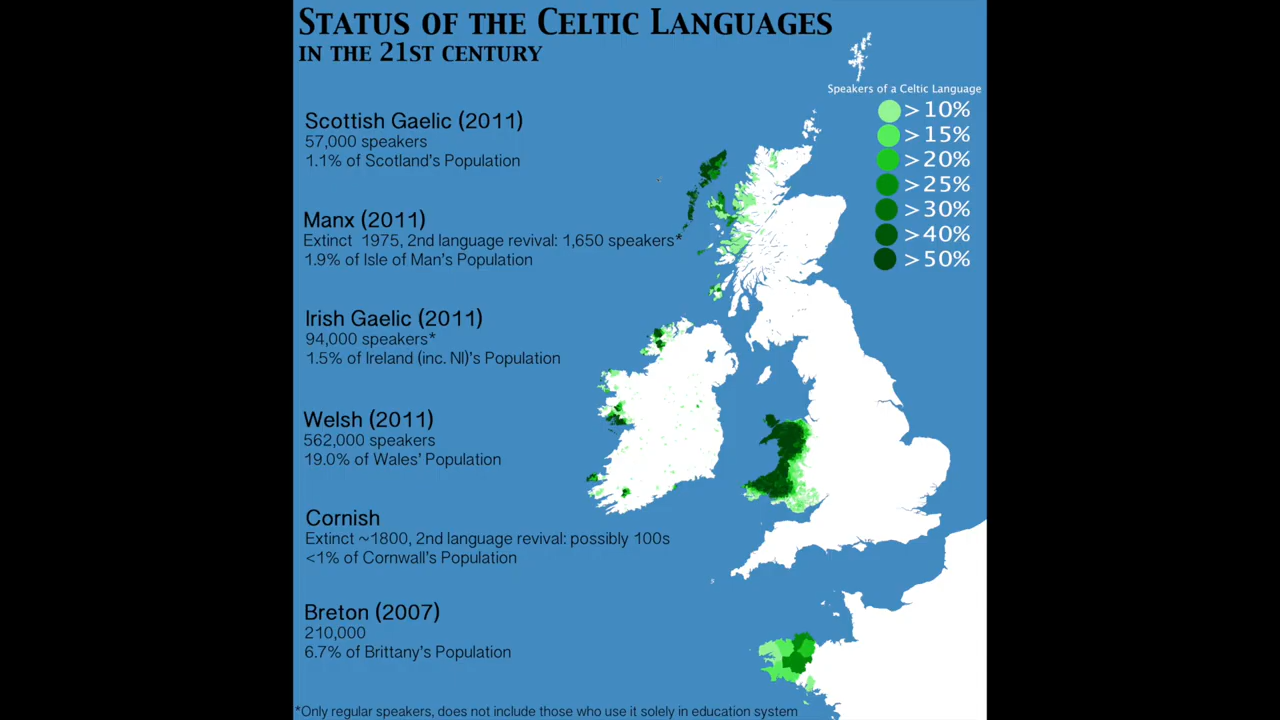 STATUS OF THE CELTIC LANGUAGES
IN THE 21ST CENTURY
Speakers of a Celtic Language
>10%
>15%
>20%
>25%
>30%
>40%
>50%
Scottish Gaelic (2011)
57,000 speakers
1.1% of Scotland's Population
Manx (2011)
Extinct 1975, 2nd language revival: 1,650 speakers*
1.9% of Isle of Man's Population
Irish Gaelic (2011)
94,000 speakers*
1.5% of Ireland (inc. NI)'s Population
Welsh (2011)
562,000 speakers
19.0% of Wales' Population
Cornish
Extinct ~1800, 2nd language revival: possibly 100s
<1% of Cornwall's Population
Breton (2007)
210,000
6.7% of Brittany's Population
*Only regular speakers, does not include those who use it solely in education system